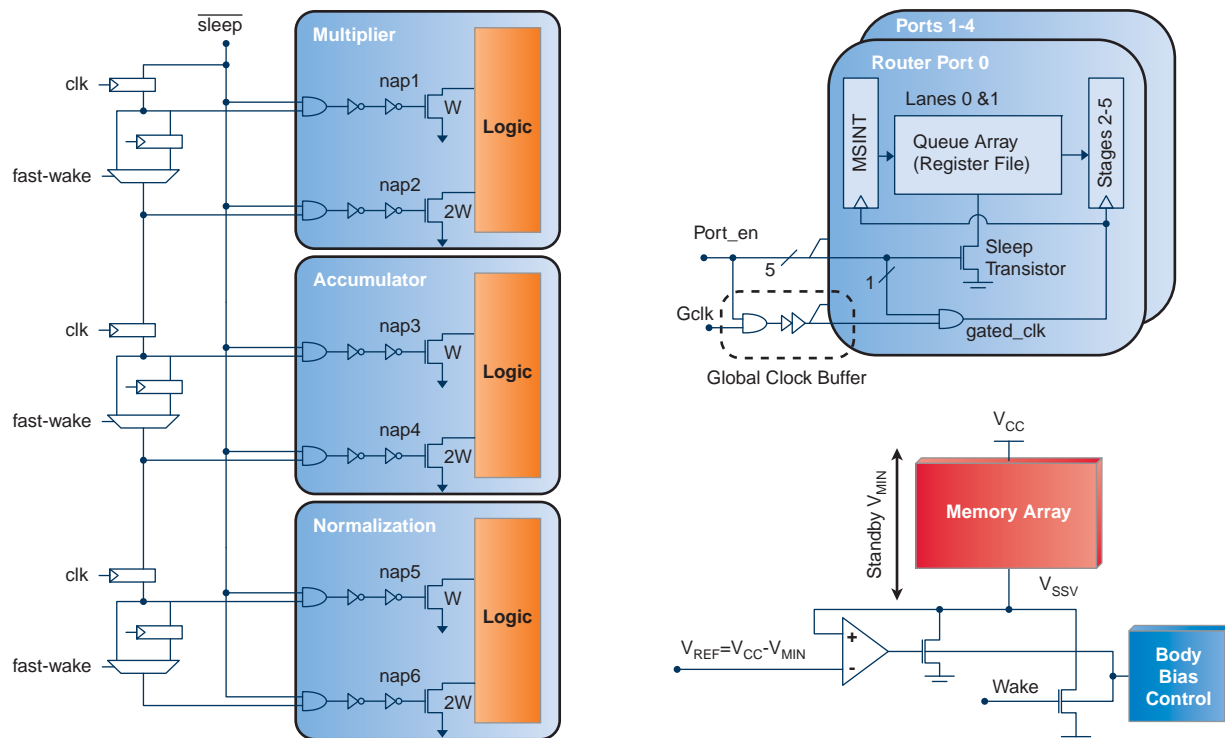 sleep
Multiplier
clk
nap1
W
Logic
fast-wake
nap2
2W
Accumulator
clk
nap3
W
Logic
fast-wake
nap4
2W
Normalization
clk
nap5
W
Logic
fast-wake
nap6
2W
Ports 1-4
Router Port 0
Lanes 0 &1
MSINT
Queue Array
(Register File)
Stages 2-5
Port_en
5
1
Sleep
Transistor
Gclk
gated_clk
Global Clock Buffer
VCC
Standby VMIN
Memory Array
VSSV
VREF=VCC-VMIN
+
-
Wake
Body
Bias
Control